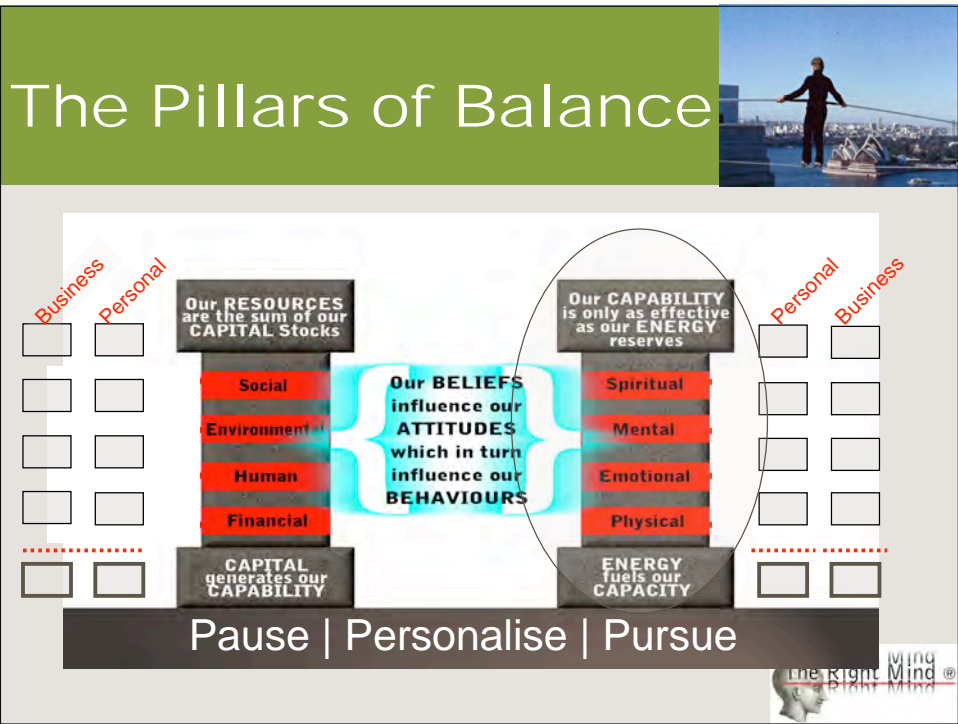 The Pillars of Balance
Business
Personal
Our RESOURCES
are the sum of our
CAPITAL Stocks
Social
Environmental
Human
Financial
CAPITAL
generates our
CAPABILITY
Our BELIEFS
influence our
ATTITUDES
which in turn
influence our
BEHAVIOURS
Our CAPABILITY
is only as effective
as our ENERGY
reserves
Spiritual
Mental
Emotional
Physical
ENERGY
fuels our
CAPACITY
Personal
Business
Pause | Personalise | Pursue
The Right Mind ®